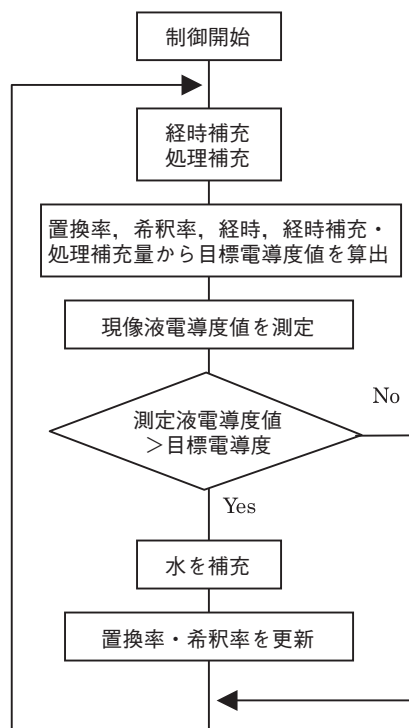 制御開始
経時補充
処理補充
置換率，希釈率，経時，経時補充・
処理補充量から目標電導度値を算出
現像液電導度値を測定
測定液電導度値
＞目標電導度
No
Yes
水を補充
置換率・希釈率を更新